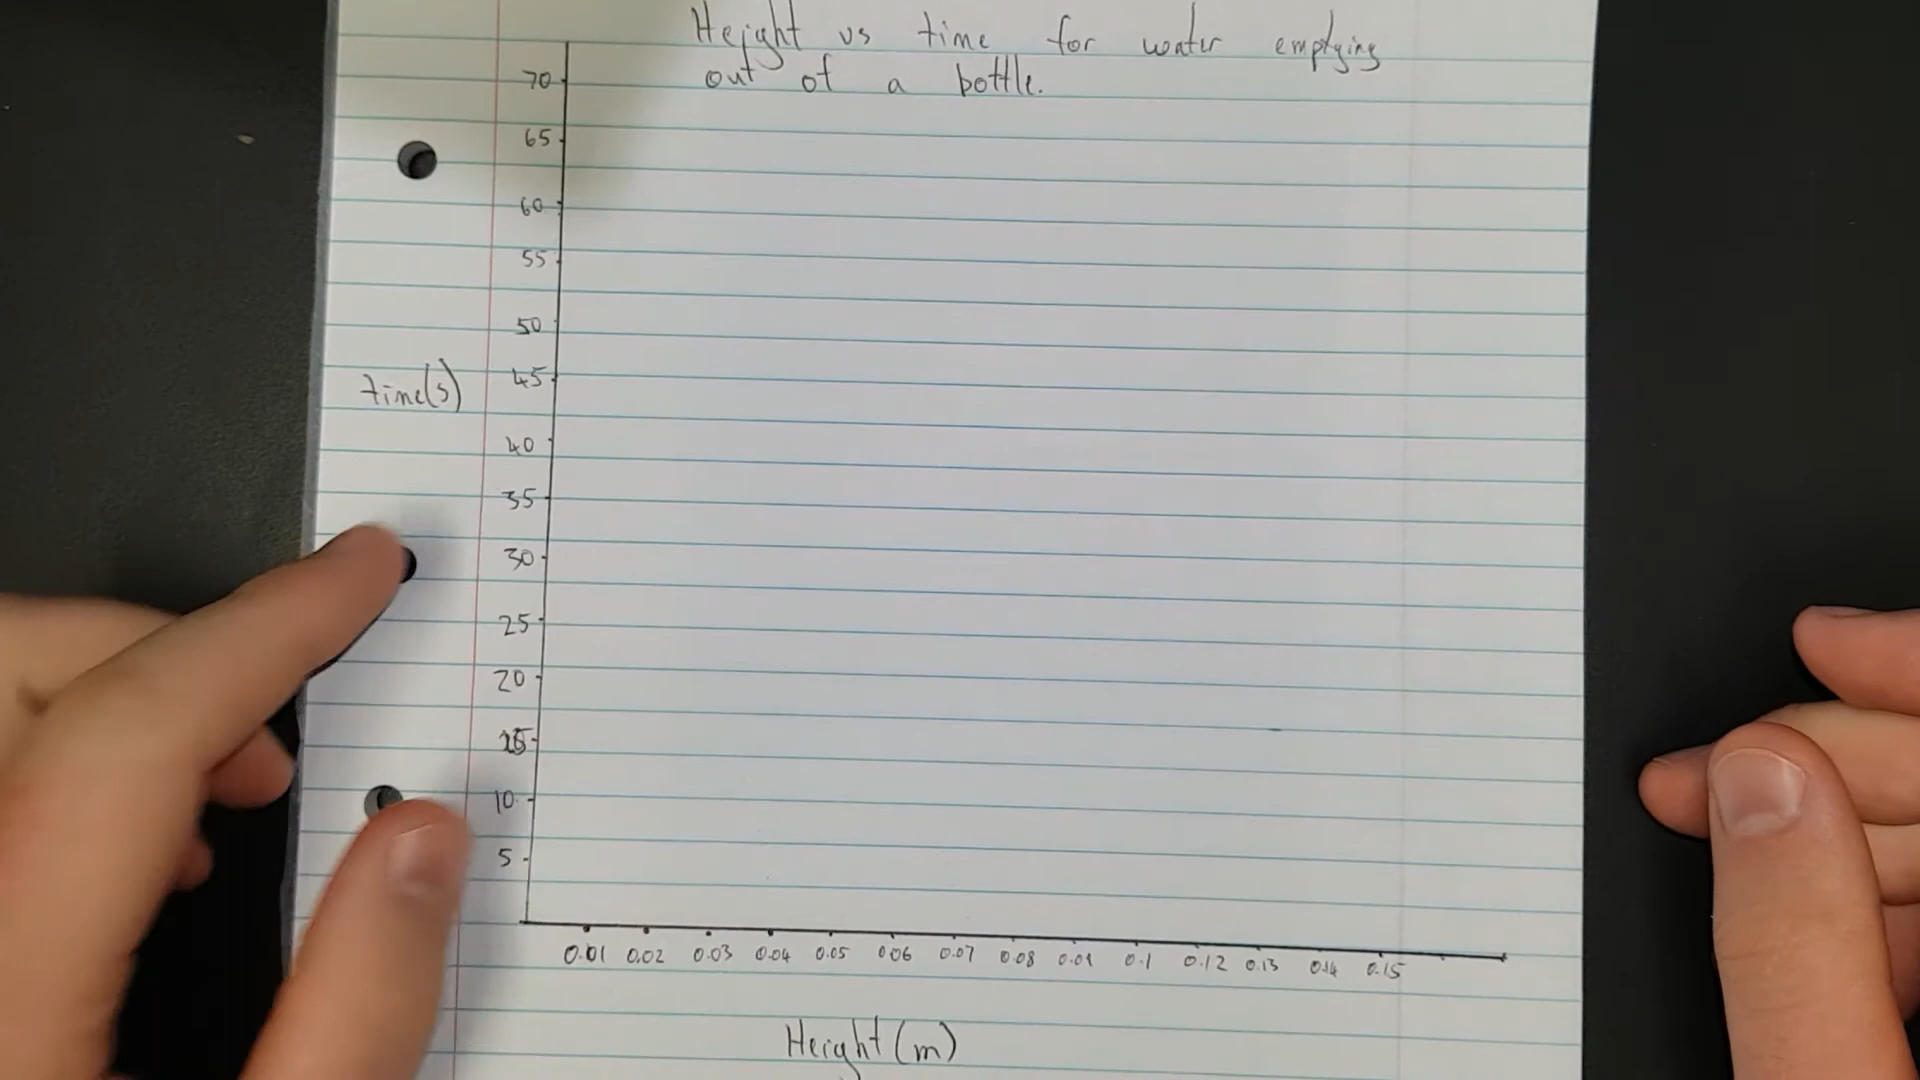 Height vs time for water emptying
out of a bottle.
70
65
60
55
50
time(s)
45
40
35
30
25
20
15
10
5
0.01 0.02 0.03 0.04 0.05 0.06 0.07 0.08 0.09 0.1 0.12 0.13 0.14 0.15
Height (m)